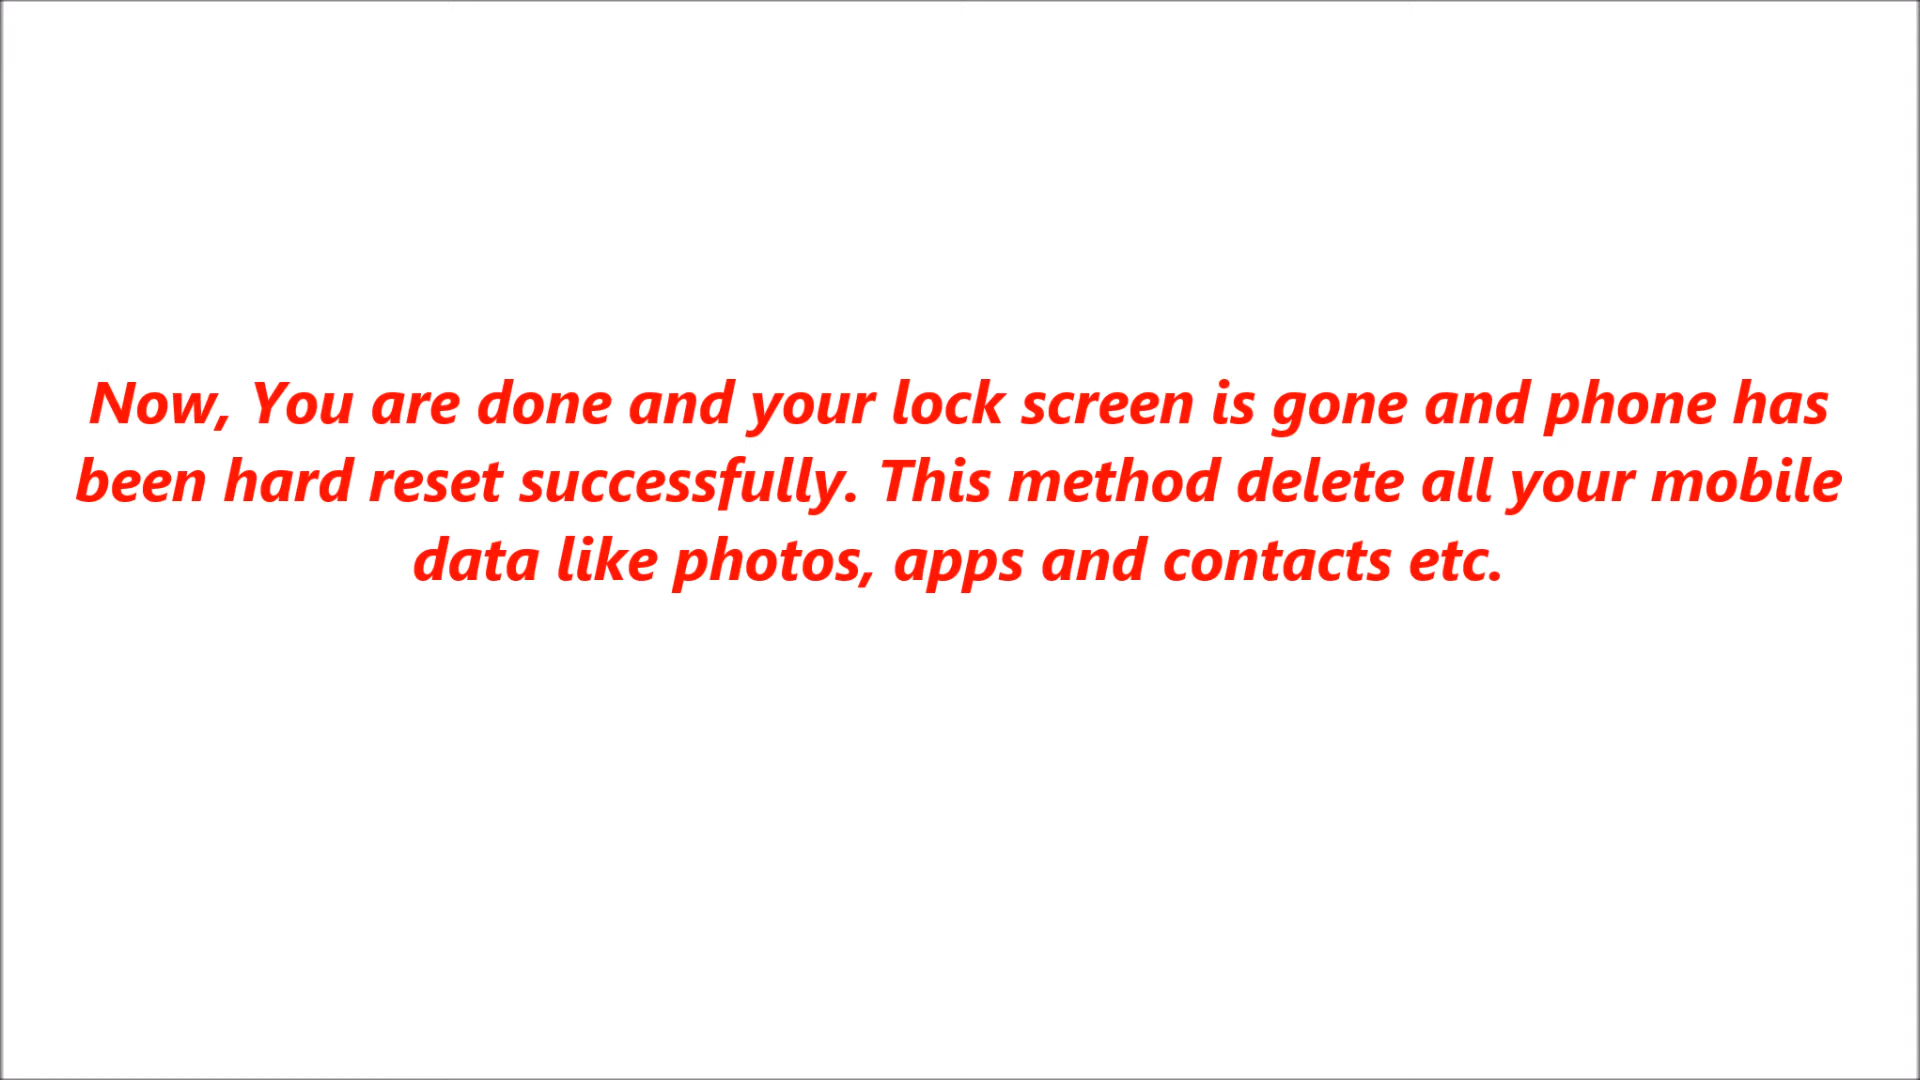 Now, You are done and your lock screen is gone and phone has
been hard reset successfully. This method delete all your mobile
data like photos, apps and contacts etc.